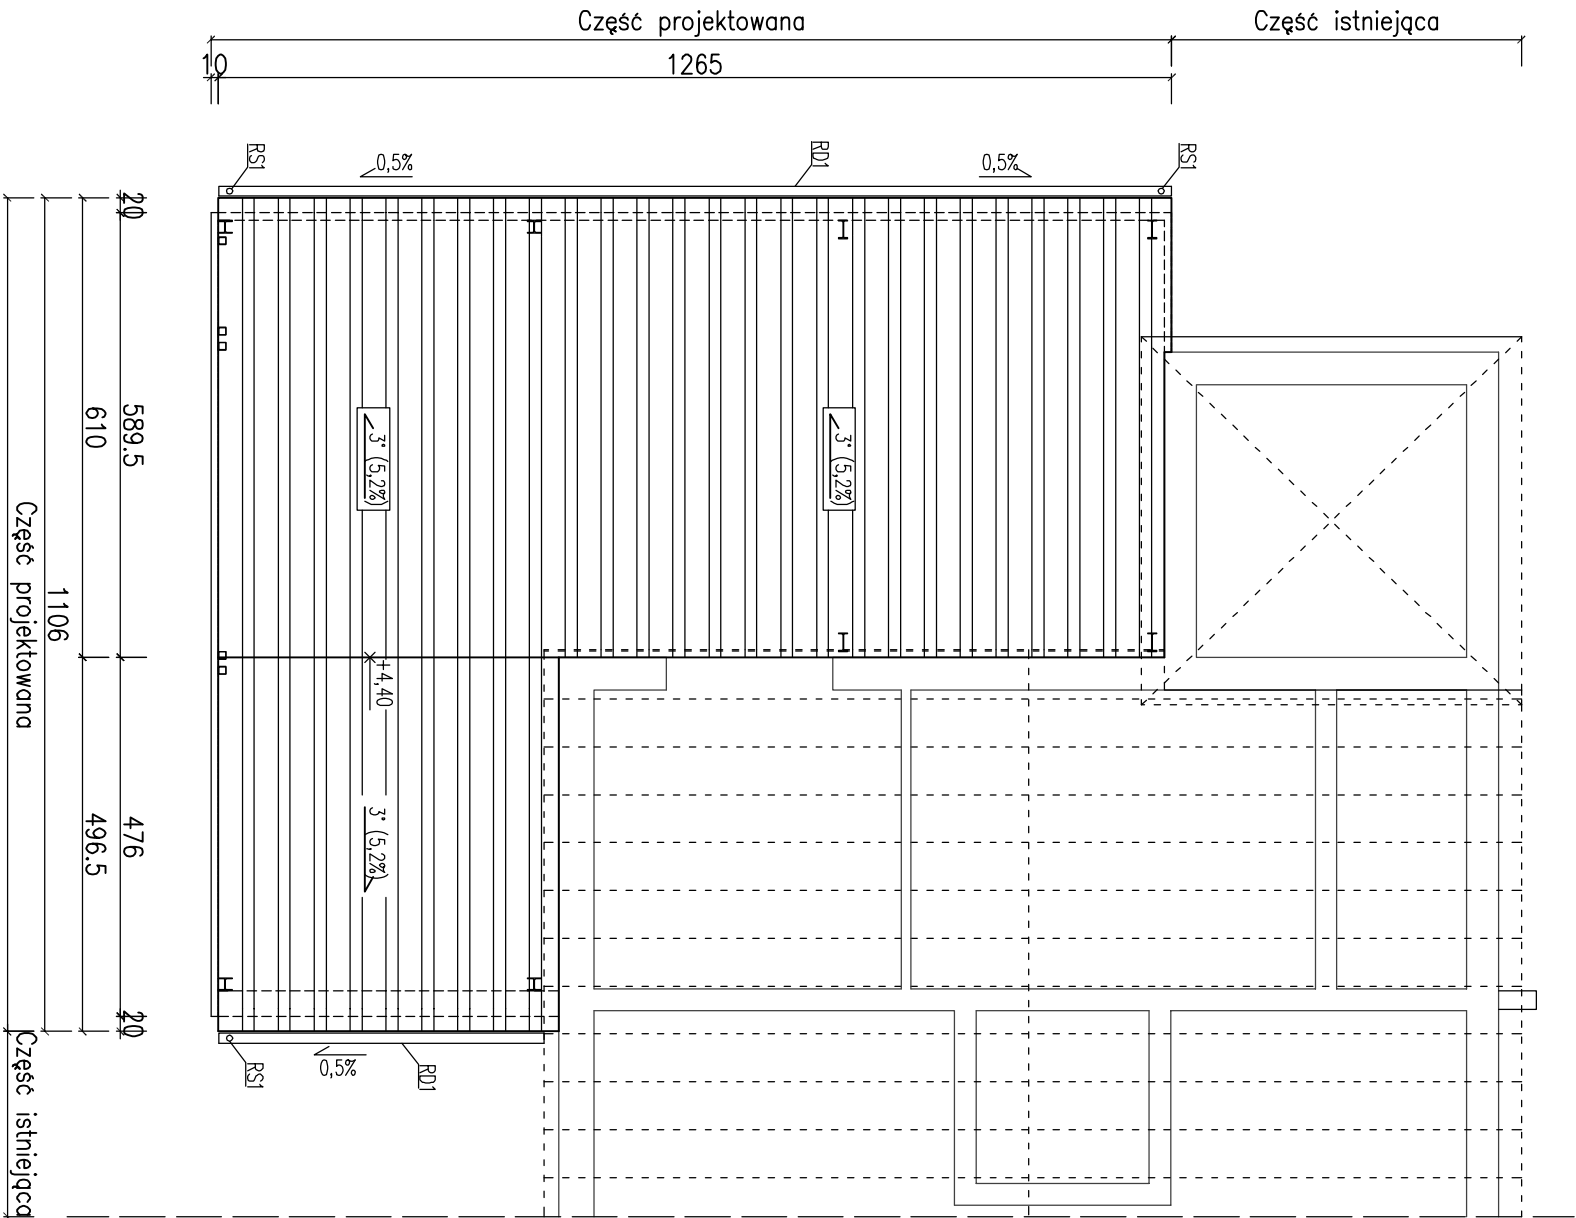 Część projektowana
Część istniejąca
10
1265
RS1
0,5%
RD1
0,5%
RS1
20
589.5
610
3° (5,2%)
3° (5,2%)
Część projektowana
1106
+4,40
476
496.5
3° (5,2%)
20
Część istniejąca
RS1
0,5%
RD1